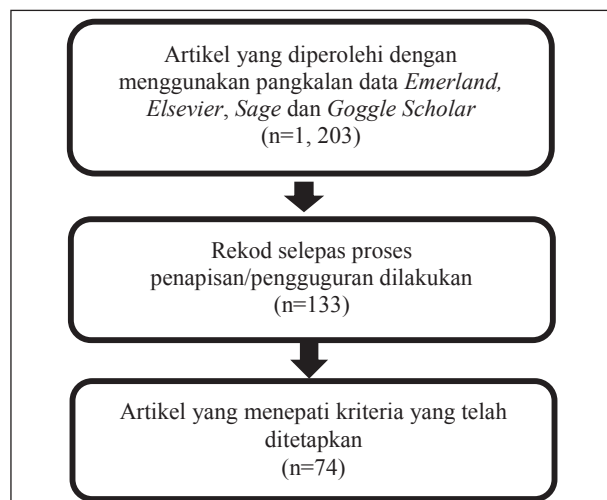 Artikel yang diperolehi dengan
menggunakan pangkalan data Emerland,
Elsevier, Sage dan Goggle Scholar
(n=1, 203)
Rekod selepas proses
penapisan/pengguguran dilakukan
(n=133)
Artikel yang menepati kriteria yang telah
ditetapkan
(n=74)